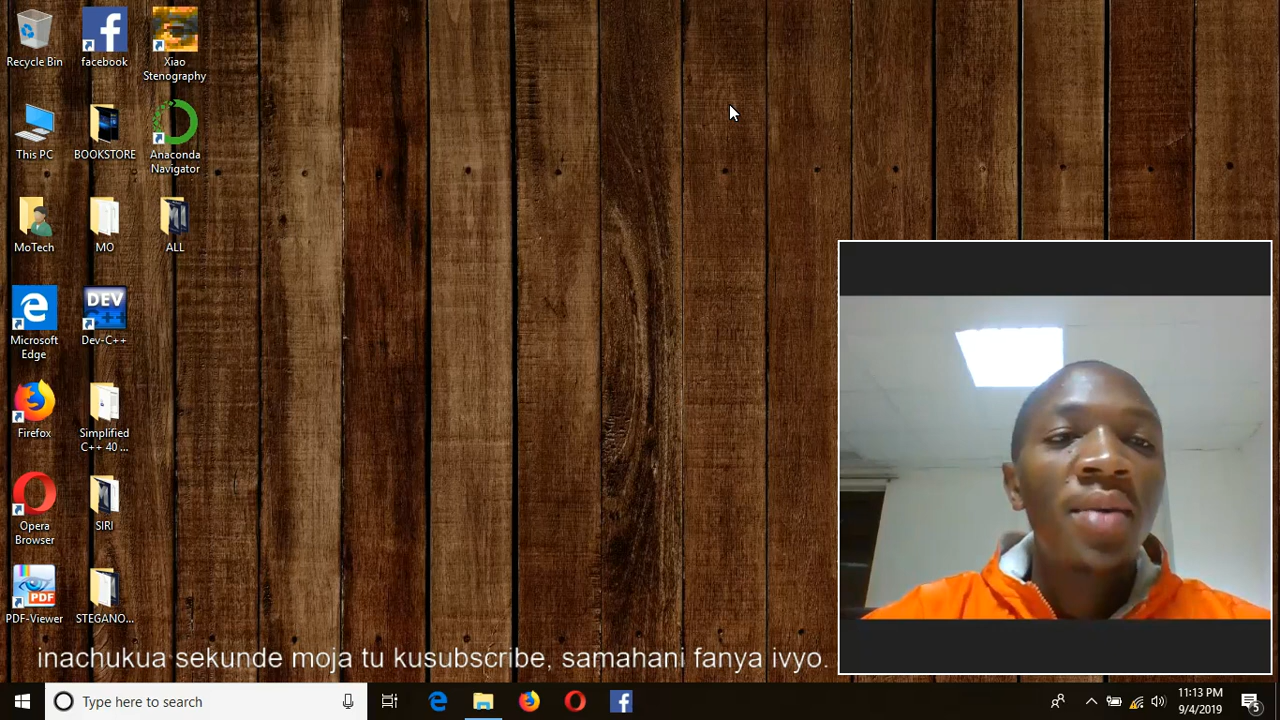 Recycle Bin
facebook
Xiao
Stenography
This PC
BOOKSTORE
Anaconda
Navigator
MoTech
MO
ALL
Microsoft
Edge
DEV
C++
Dev-C++
Firefox
Simplified
C++ 40 ...
Opera
Browser
SIRI
PDF
PDF-Viewer
STEGANO...
inachukua sekunde moja tu kusubscribe, samahani fanya ivyo.
Type here to search
11:13 PM
9/4/2019
5